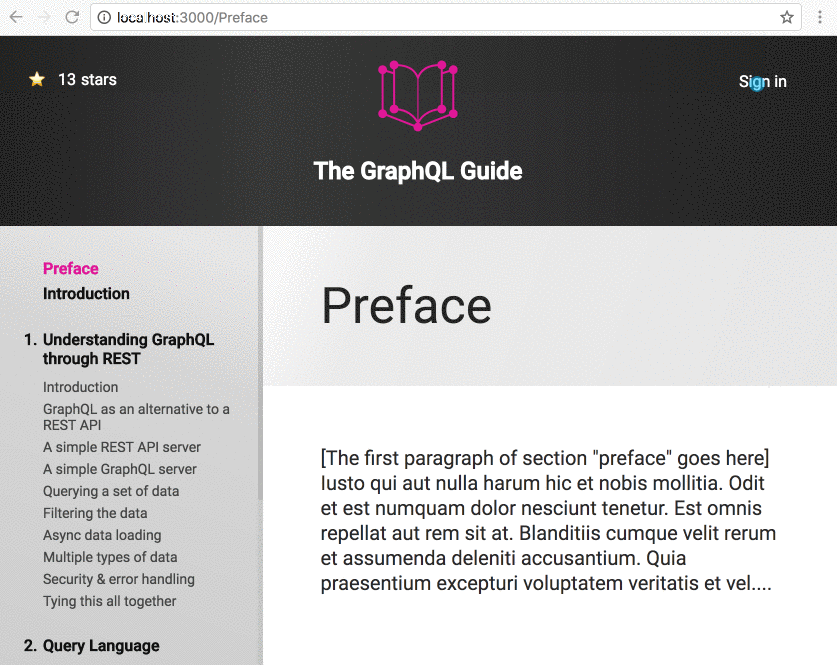 localhost:3000/Preface
13 stars
Sign in
The GraphQL Guide
Preface
Introduction
1. Understanding GraphQL
through REST
Introduction
GraphQL as an alternative to a
REST API
A simple REST API server
A simple GraphQL server
Querying a set of data
Filtering the data
Async data loading
Multiple types of data
Security & error handling
Tying this all together
2. Query Language
Preface
[The first paragraph of section "preface" goes here]
Iusto qui aut nulla harum hic et nobis mollitia. Odit
et est numquam dolor nesciunt tenetur. Est omnis
repellat aut rem sit at. Blanditiis cumque velit rerum
et assumenda deleniti accusantium. Quia
praesentium excepturi voluptatem veritatis et vel....